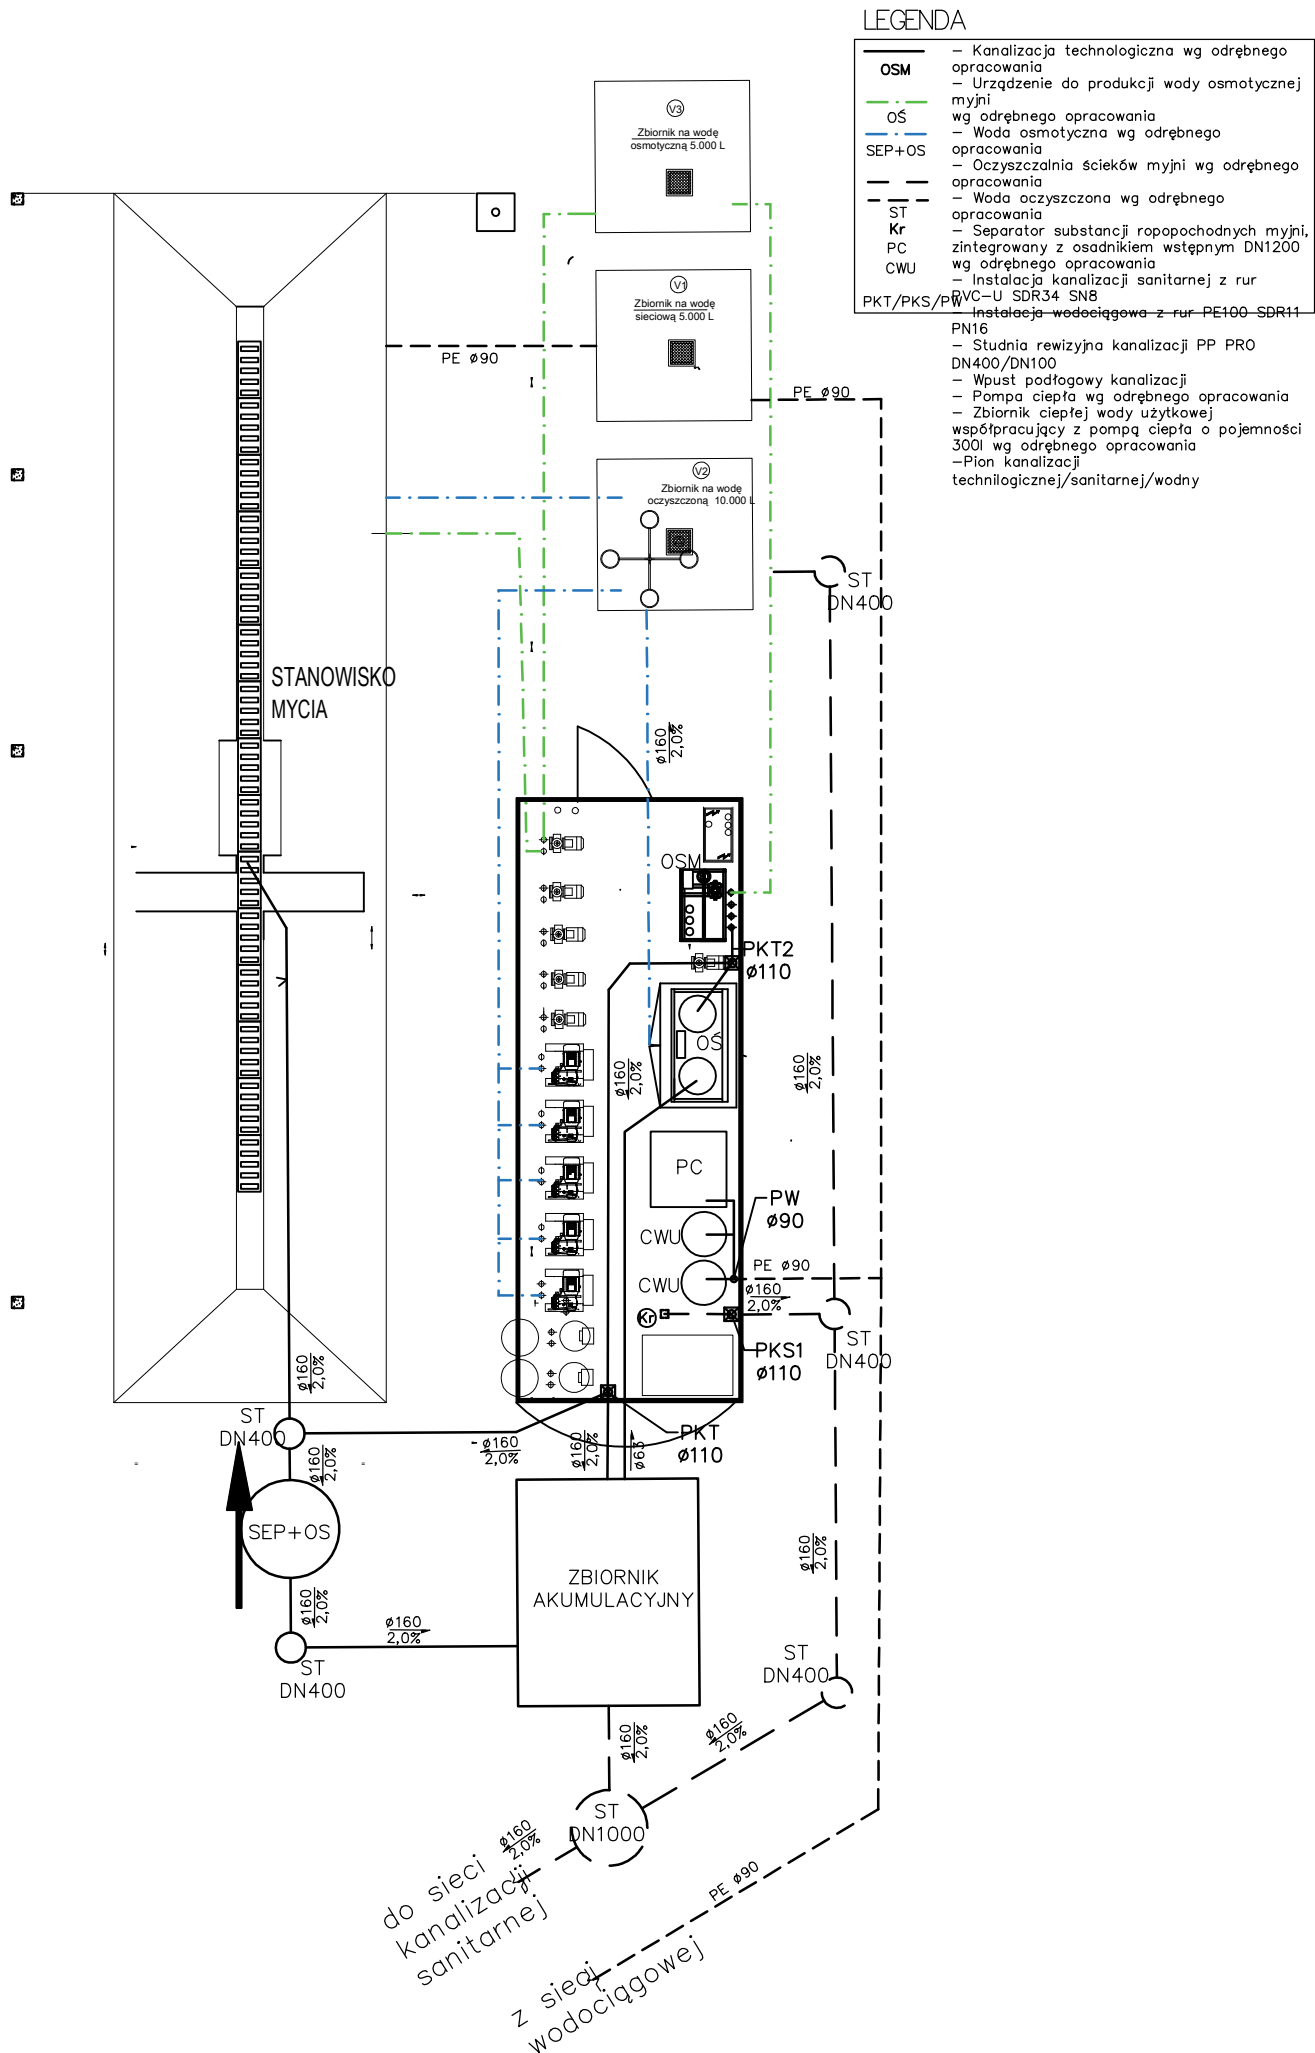 LEGENDA
— Kanalizacja technologiczna wg odrębnego
opracowania
OSM
— Urządzenie do produkcji wody osmotycznej
myjni
wg odrębnego opracowania
OŚ
— Woda osmotyczna wg odrębnego
opracowania
SEP+OS
— Oczyszczalnia ścieków myjni wg odrębnego
opracowania
— Woda oczyszczona wg odrębnego
opracowania
ST
Kr
— Separator substancji ropopochodnych myjni,
PC
zintegrowany z osadnikiem wstępnym DN1200
wg odrębnego opracowania
CWU
— Instalacja kanalizacji sanitarnej z rur
PVC-U SDR34 SN8
PKT/PKS/PW
— Instalacja wodociągowa z rur PE100 SDR11
PN16
— Studnia rewizyjna kanalizacji PP PRO
DN400/DN100
— Wpust podłogowy kanalizacji
— Pompa ciepła wg odrębnego opracowania
— Zbiornik ciepłej wody użytkowej
współpracujący z pompą ciepła o pojemności
300l wg odrębnego opracowania
—Pion kanalizacji
technilogicznej/sanitarnej/wodny
V3
Zbiornik na wodę
osmotyczną 5.000 L
V1
Zbiornik na wodę
sieciową 5.000 L
PE ø90
PE ø90
V2
Zbiornik na wodę
oczyszczoną 10.000 L
ST
DN400
STANOWISKO
MYCIA
ø160
2,0%
OSM
PKT2
ø110
OŚ
ø160
2,0%
ø160
2,0%
PC
PW
ø90
CWU
PE ø90
CWU
ø160
2,0%
Kr
ST
DN400
PKS1
ø110
ø160
2,0%
ST
DN400
PKT
ø110
ø160
2,0%
ø160
2,0%
ø63
ø160
2,0%
SEP+OS
ø160
2,0%
ZBIORNIK
AKUMULACYJNY
ø160
2,0%
ø160
2,0%
ST
DN400
ST
DN400
ø160
2,0%
ø160
2,0%
ST
DN1000
ø160
2,0%
do sieci
kanalizacji
sanitarnej
PE ø90
z sieci
wodociągowej